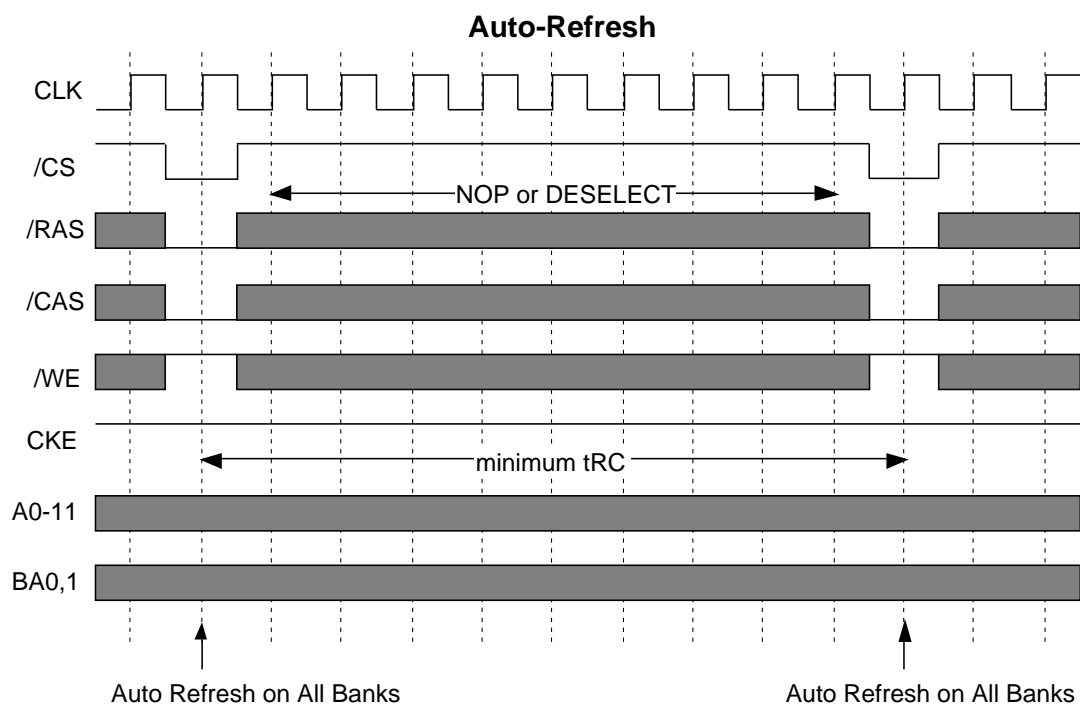 Auto-Refresh
CLK
/CS
NOP or DESELECT
/RAS
/CAS
/WE
CKE
minimum tRC
A0-11
BA0,1
Auto Refresh on All Banks
Auto Refresh on All Banks